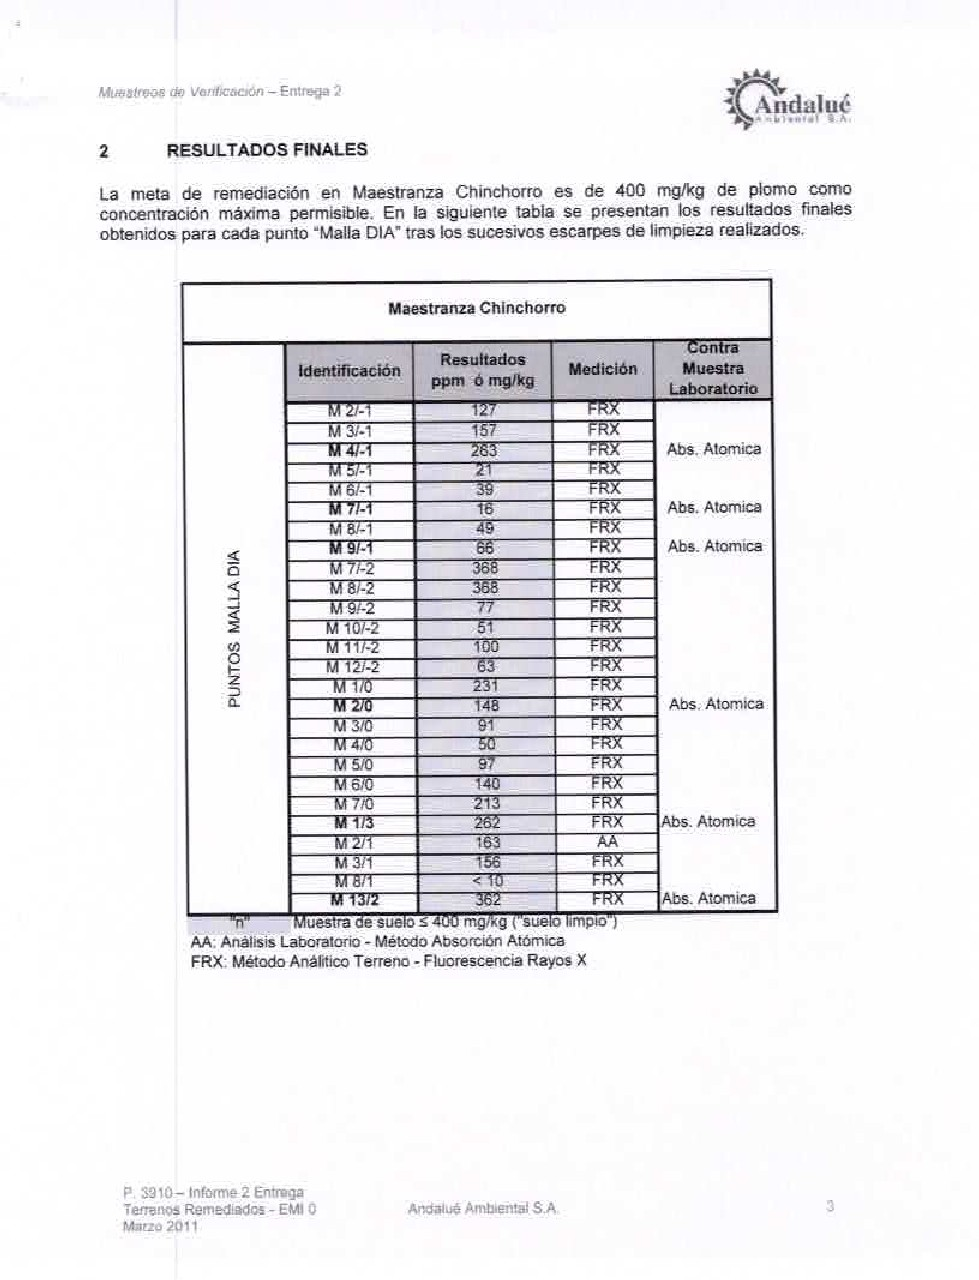 Muestreos de Verificación – Entrega 2
Andalué
Ambiental S.A.
2 RESULTADOS FINALES
La meta de remediación en Maestranza Chinchorro es de 400 mg/kg de plomo como
concentración máxima permisible. En la siguiente tabla se presentan los resultados finales
obtenidos para cada punto "Malla DIA" tras los sucesivos escarpes de limpieza realizados.
Maestranza Chinchorro
PUNTOS MALLA DIA
Identificación Resultados ppm ó mg/kg Medición Contra Muestra Laboratorio
M 2/-1 127 FRX
M 3/-1 157 FRX
M 4/-1 263 FRX Abs. Atomica
M 5/-1 21 FRX
M 6/-1 39 FRX
M 7/-1 16 FRX Abs. Atomica
M 8/-1 49 FRX
M 9/-1 66 FRX Abs. Atomica
M 7/-2 368 FRX
M 8/-2 368 FRX
M 9/-2 77 FRX
M 10/-2 51 FRX
M 11/-2 100 FRX
M 12/-2 63 FRX
M 1/0 231 FRX
M 2/0 148 FRX Abs. Atomica
M 3/0 91 FRX
M 4/0 50 FRX
M 5/0 97 FRX
M 6/0 140 FRX
M 7/0 213 FRX
M 1/3 262 FRX Abs. Atomica
M 2/1 163 AA
M 3/1 156 FRX
M 8/1 < 10 FRX
M 13/2 362 FRX Abs. Atomica
"n" Muestra de suelo ≤ 400 mg/kg ("suelo limpio")
AA: Análisis Laboratorio - Método Absorción Atómica
FRX: Método Análitico Terreno - Fluorescencia Rayos X
P. 3910 – Informe 2 Entrega
Terrenos Remediados - EMI 0
Marzo 2011
Andalué Ambiental S.A.
3